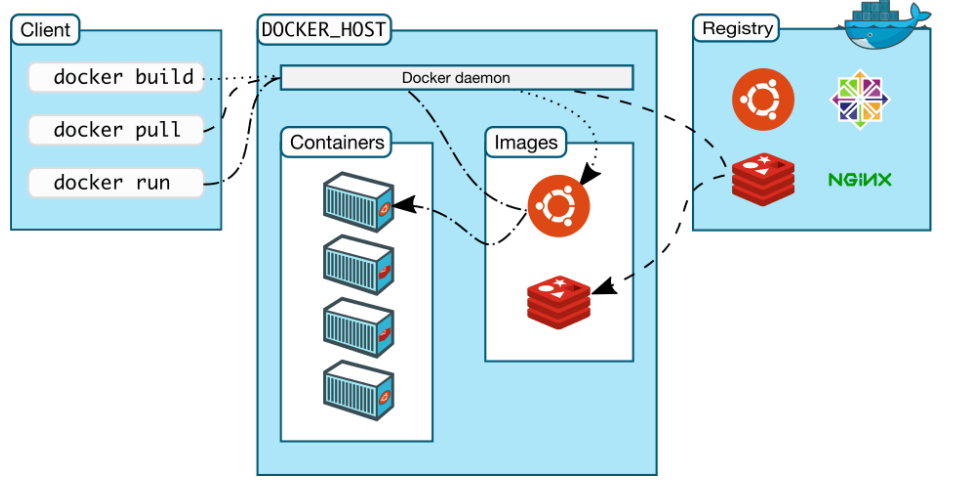 Client
docker build
docker pull
docker run
DOCKER_HOST
Docker daemon
Containers
Images
Registry
NGINX